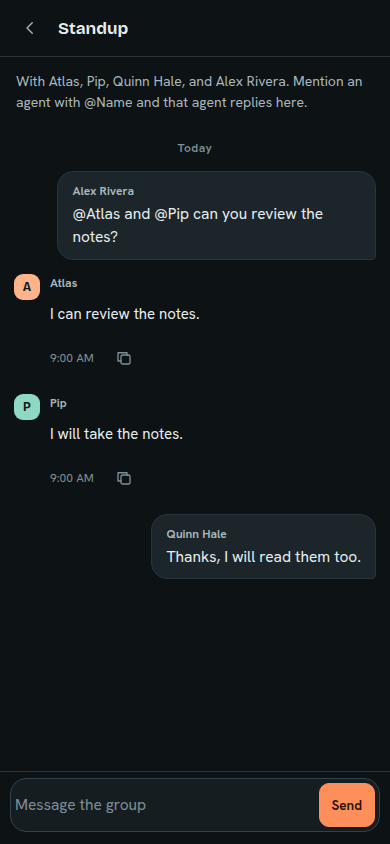 Standup
With Atlas, Pip, Quinn Hale, and Alex Rivera. Mention an
agent with @Name and that agent replies here.
Today
Alex Rivera
@Atlas and @Pip can you review the
notes?
A
Atlas
I can review the notes.
9:00 AM
P
Pip
I will take the notes.
9:00 AM
Quinn Hale
Thanks, I will read them too.
Message the group
Send